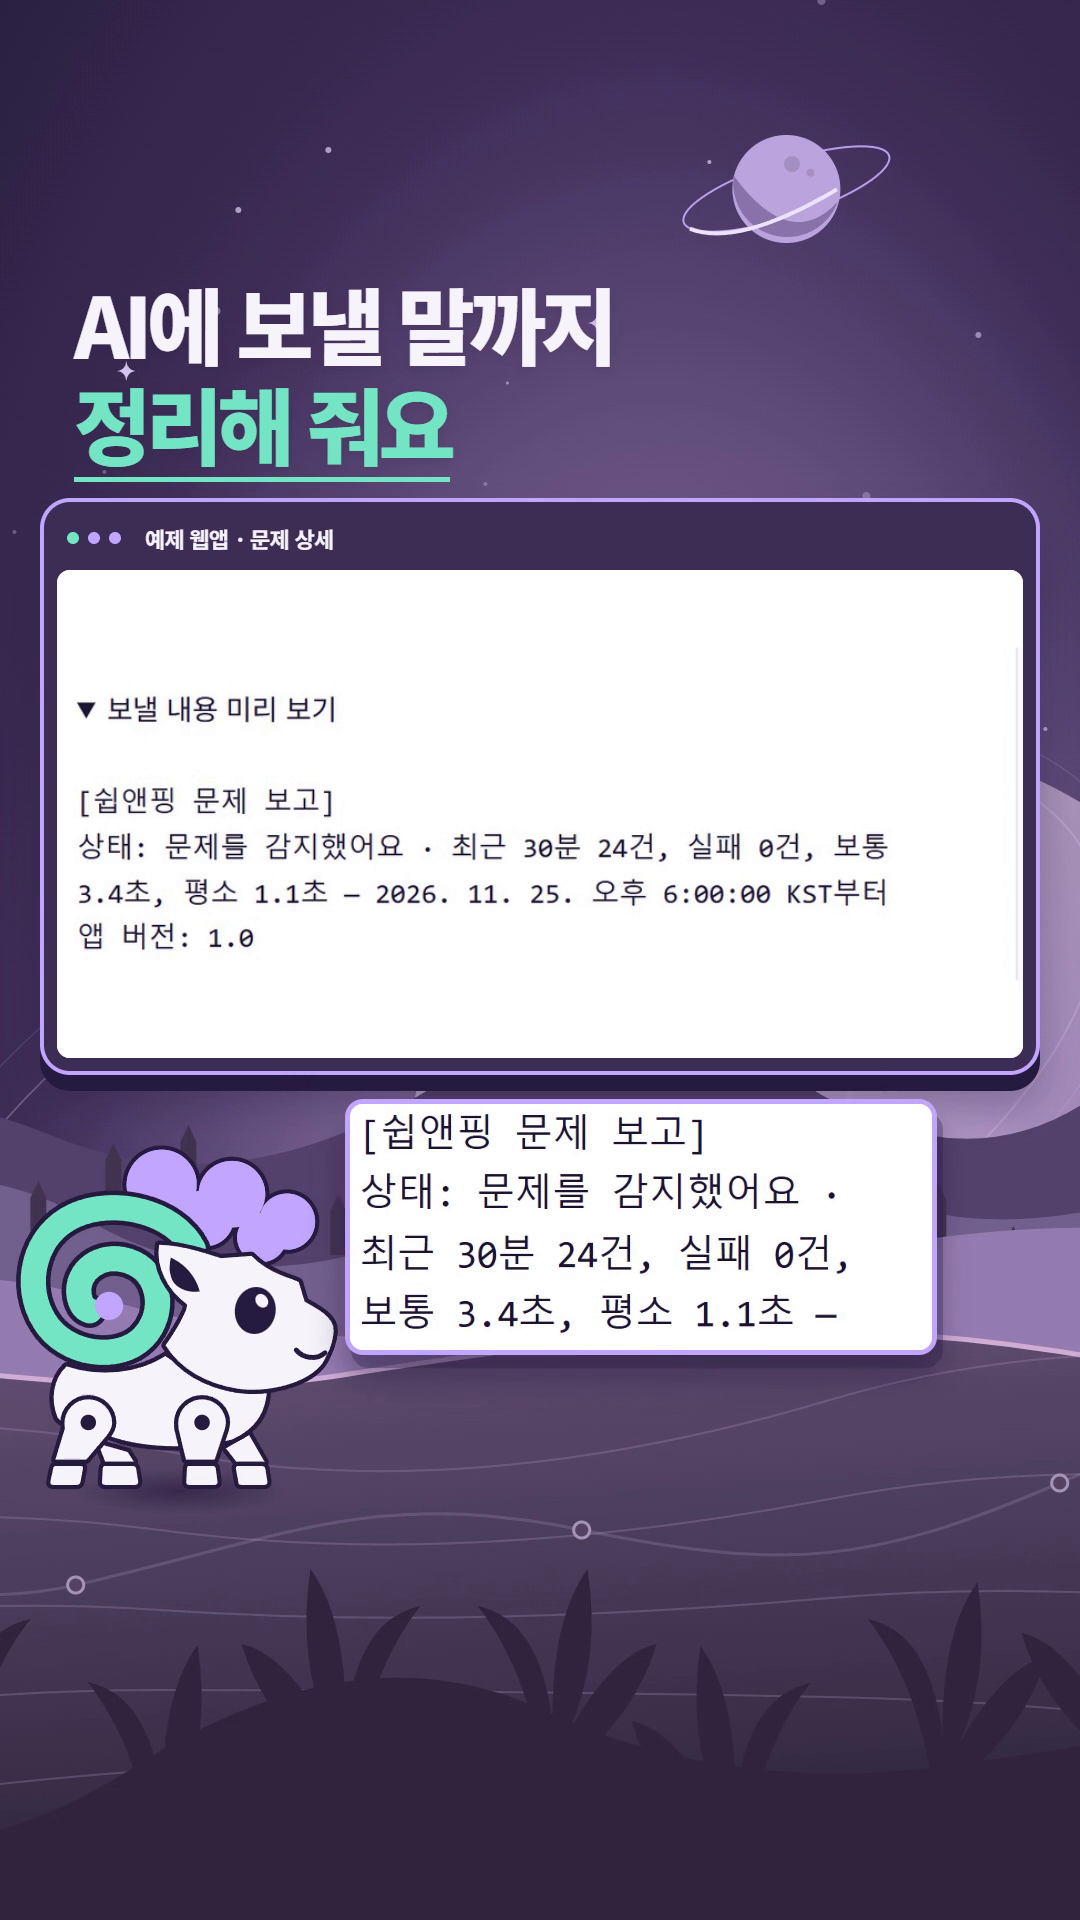 AI에 보낼 말까지
정리해 줘요
예제 웹앱 · 문제 상세
▼ 보낼 내용 미리 보기
[쉽앤핑 문제 보고]
상태: 문제를 감지했어요 · 최근 30분 24건, 실패 0건, 보통
3.4초, 평소 1.1초 — 2026. 11. 25. 오후 6:00:00 KST부터
앱 버전: 1.0
[쉽앤핑 문제 보고]
상태: 문제를 감지했어요 ·
최근 30분 24건, 실패 0건,
보통 3.4초, 평소 1.1초 —